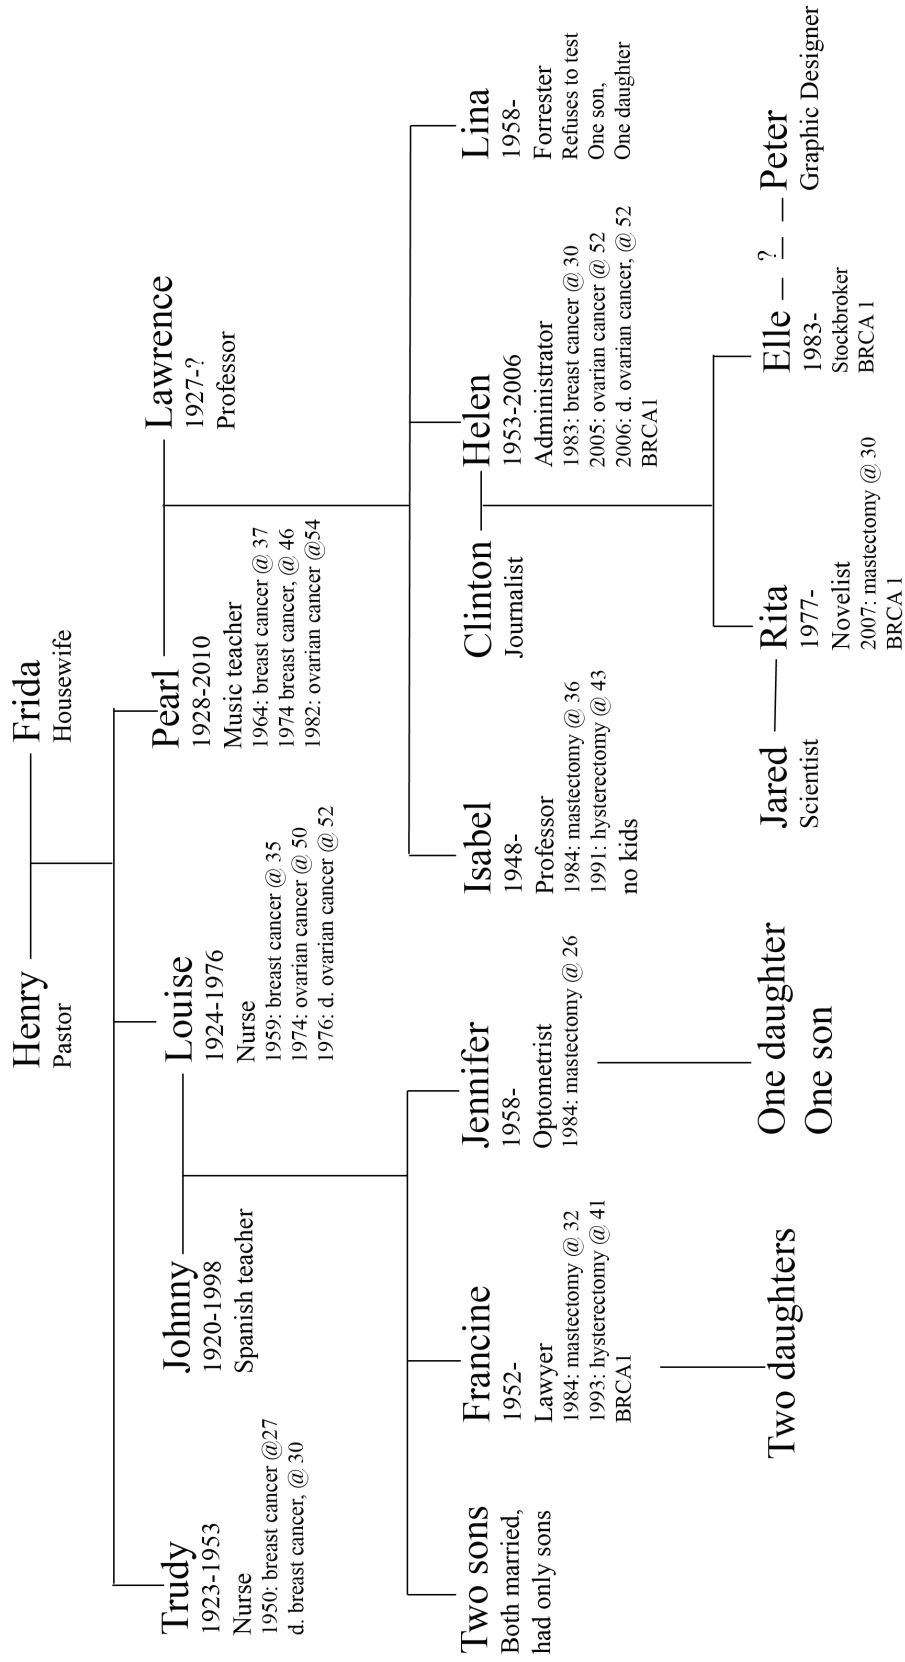 Henry
Pastor
Frida
Housewife
Trudy
1923-1953
Nurse
1950: breast cancer @27
d. breast cancer, @ 30
Johnny
1920-1998
Spanish teacher
Louise
1924-1976
Nurse
1959: breast cancer @ 35
1974: ovarian cancer @ 50
1976: d. ovarian cancer @ 52
Pearl
1928-2010
Music teacher
1964: breast cancer @ 37
1974 breast cancer, @ 46
1982: ovarian cancer @54
Lawrence
1927-?
Professor
Two sons
Both married,
had only sons
Francine
1952-
Lawyer
1984: mastectomy @ 32
1993: hysterectomy @ 41
BRCA1
Jennifer
1958-
Optometrist
1984: mastectomy @ 26
Isabel
1948-
Professor
1984: mastectomy @ 36
1991: hysterectomy @ 43
no kids
Clinton
Journalist
Helen
1953-2006
Administrator
1983: breast cancer @ 30
2005: ovarian cancer @ 52
2006: d. ovarian cancer, @ 52
BRCA1
Lina
1958-
Forrester
Refuses to test
One son,
One daughter
Two daughters
One daughter
One son
Jared
Scientist
Rita
1977-
Novelist
2007: mastectomy @ 30
BRCA1
Elle
1983-
Stockbroker
BRCA1
?
Peter
Graphic Designer